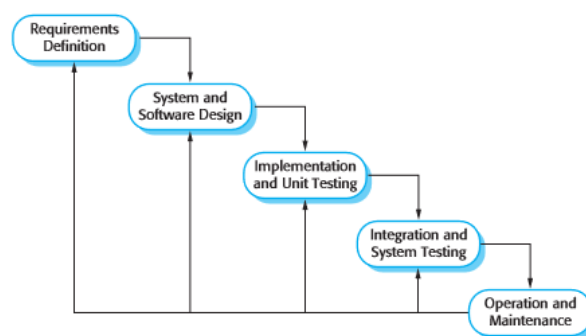 Requirements
Definition
System and
Software Design
Implementation
and Unit Testing
Integration and
System Testing
Operation and
Maintenance